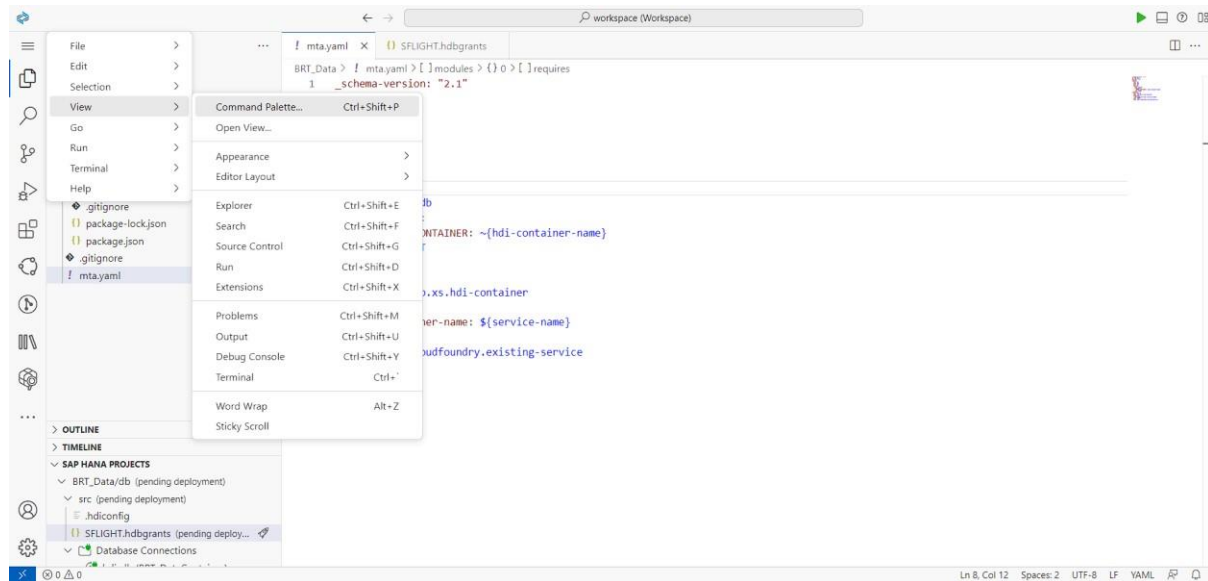 workspace (Workspace)
File
Edit
Selection
View
Go
Run
Terminal
Help
Command Palette... Ctrl+Shift+P
Open View...
Appearance
Editor Layout
Explorer Ctrl+Shift+E
Search Ctrl+Shift+F
Source Control Ctrl+Shift+G
Run Ctrl+Shift+D
Extensions Ctrl+Shift+X
Problems Ctrl+Shift+M
Output Ctrl+Shift+U
Debug Console Ctrl+Shift+Y
Terminal Ctrl+`
Word Wrap Alt+Z
Sticky Scroll
.gitignore
package-lock.json
package.json
.gitignore
! mta.yaml
> OUTLINE
> TIMELINE
SAP HANA PROJECTS
BRT_Data/db (pending deployment)
src (pending deployment)
.hdiconfig
{} SFLIGHT.hdbgrants (pending deploy...
Database Connections
! mta.yaml X {} SFLIGHT.hdbgrants
BRT_Data > ! mta.yaml > [ ] modules > {} 0 > [ ] requires
1 _schema-version: "2.1"
db
:
NTAINER: ~{hdi-container-name}
.xs.hdi-container
er-name: ${service-name}
udfoundry.existing-service
0 0
Ln 8, Col 12 Spaces: 2 UTF-8 LF YAML